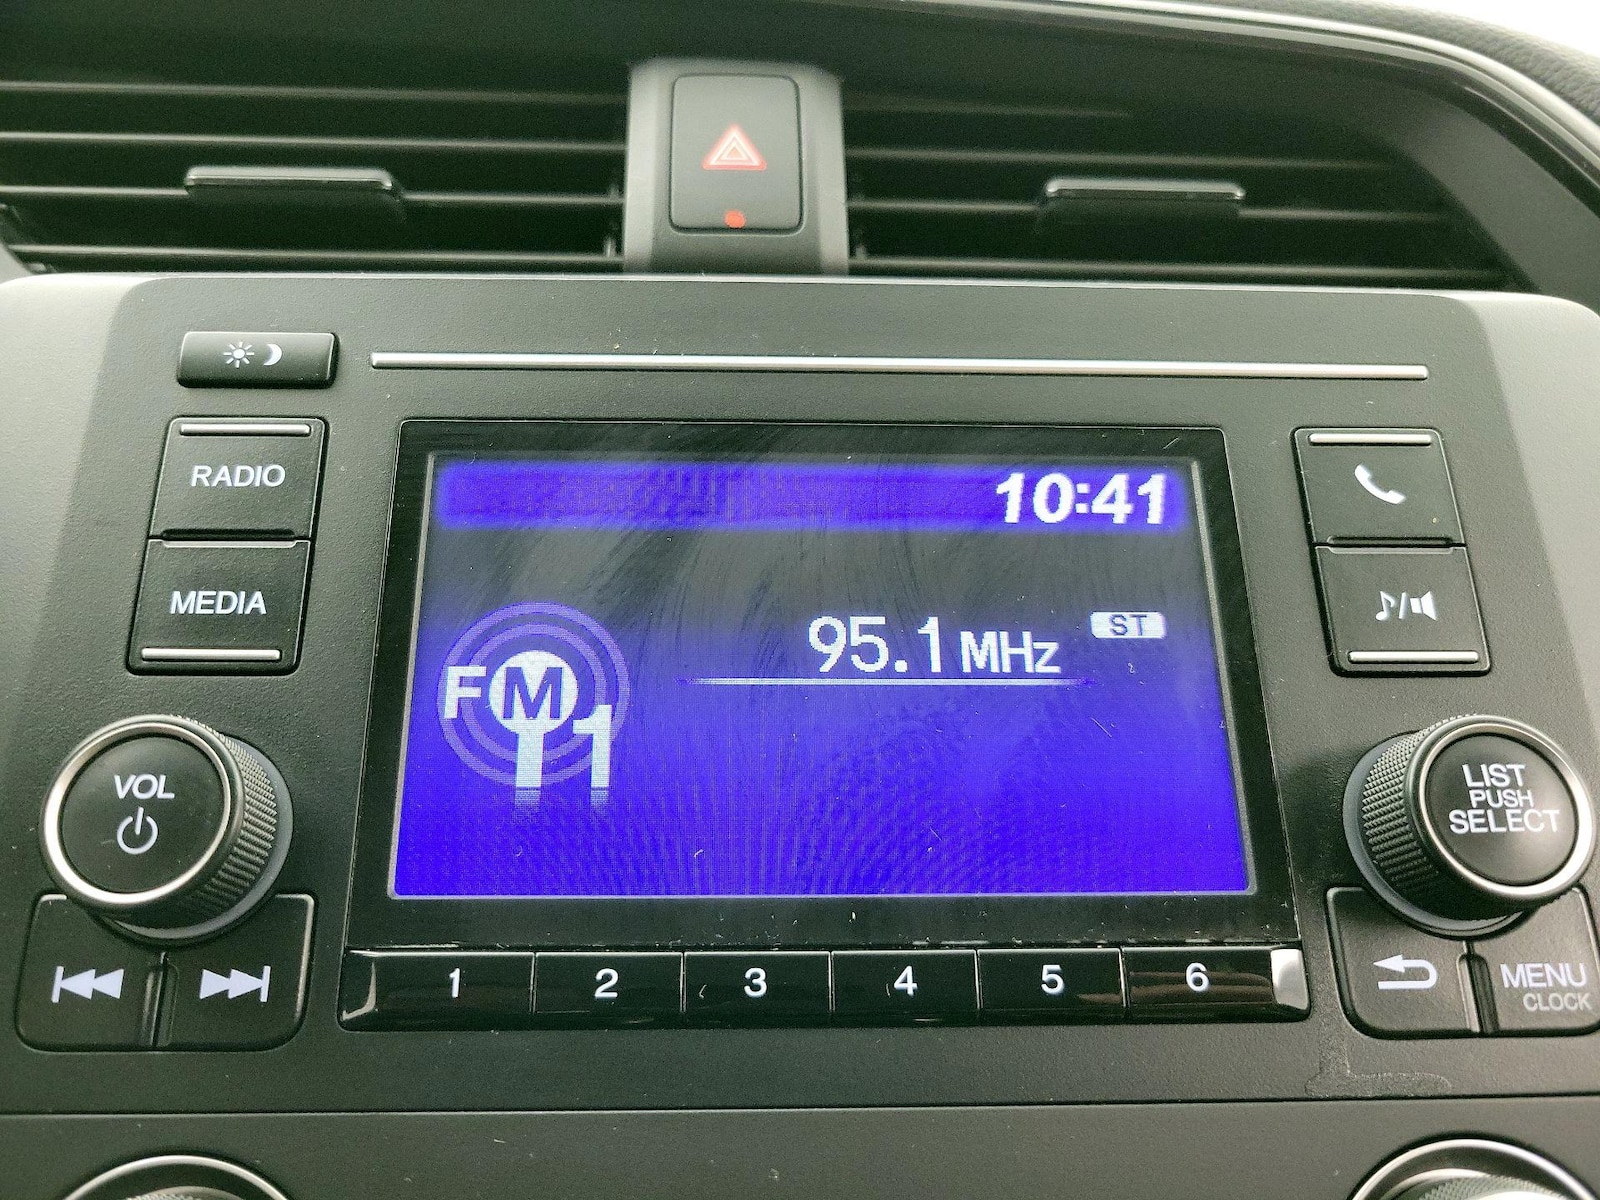 RADIO
MEDIA
VOL
10:41
95.1 MHz
ST
FM
1
LIST
PUSH
SELECT
1 2 3 4 5 6
MENU
CLOCK